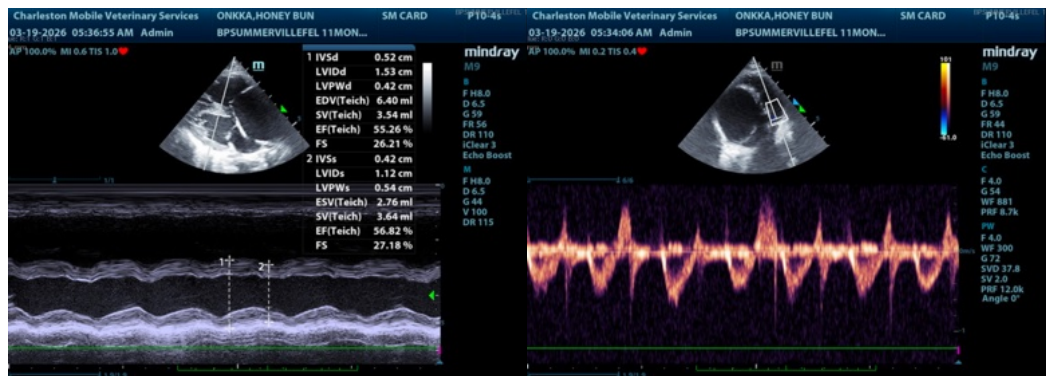 Charleston Mobile Veterinary Services ONKKA,HONEY BUN SM CARD P10-4s
03-19-2026 05:36:55 AM Admin BPSUMMERVILLEFEL 11MON...
AP 100.0% MI 0.6 TIS 1.0
m
1 IVSd 0.52 cm
LVIDd 1.53 cm
LVPWd 0.42 cm
EDV(Teich) 6.40 ml
SV(Teich) 3.54 ml
EF(Teich) 55.26 %
FS 26.21 %
2 IVSs 0.42 cm
LVIDs 1.12 cm
LVPWs 0.54 cm
ESV(Teich) 2.76 ml
SV(Teich) 3.64 ml
EF(Teich) 56.82 %
FS 27.18 %
mindray
M9
B
F H8.0
D 6.5
G 59
FR 56
DR 110
iClear 3
Echo Boost
M
F H8.0
D 6.5
G 44
V 100
DR 115
1
2
Charleston Mobile Veterinary Services ONKKA,HONEY BUN SM CARD P10-4s
03-19-2026 05:34:06 AM Admin BPSUMMERVILLEFEL 11MON...
AP 100.0% MI 0.2 TIS 0.4
m
101
mindray
M9
B
F H8.0
D 6.5
G 59
FR 44
DR 110
iClear 3
Echo Boost
C
F 4.0
G 54
WF 881
PRF 8.7k
PW
F 4.0
WF 300
G 72
SVD 37.8
SV 2.0
PRF 12.0k
Angle 0°